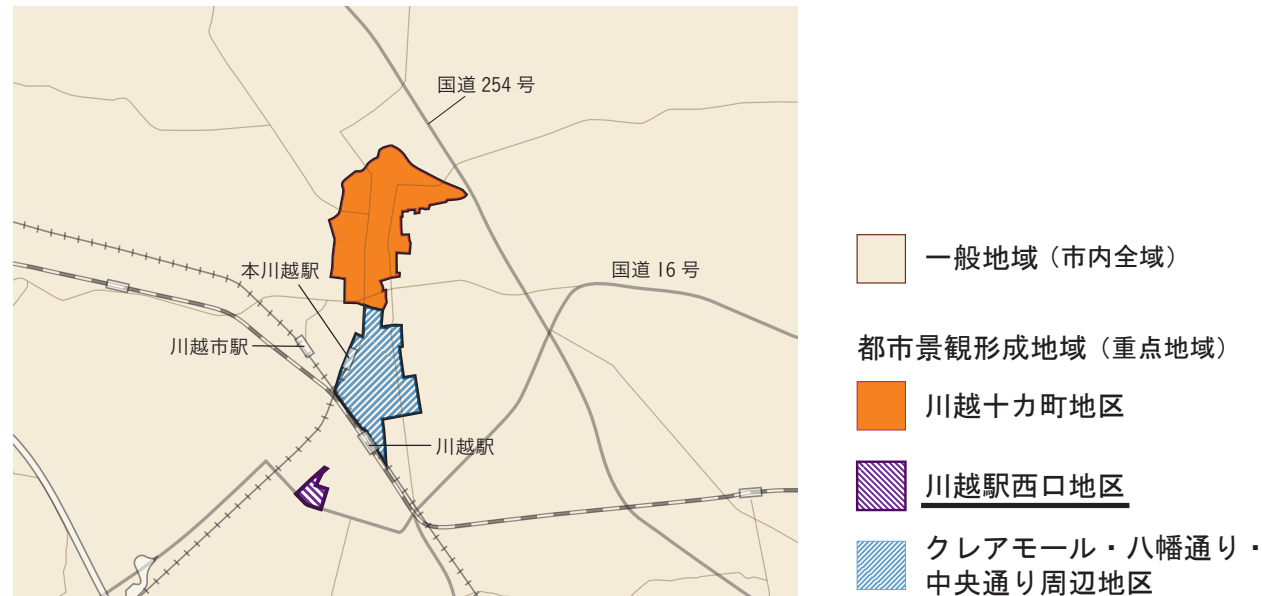 国道 254 号
国道 16 号
本川越駅
川越市駅
川越駅
一般地域（市内全域）
都市景観形成地域（重点地域）
川越十カ町地区
川越駅西口地区
クレアモール・八幡通り・
中央通り周辺地区